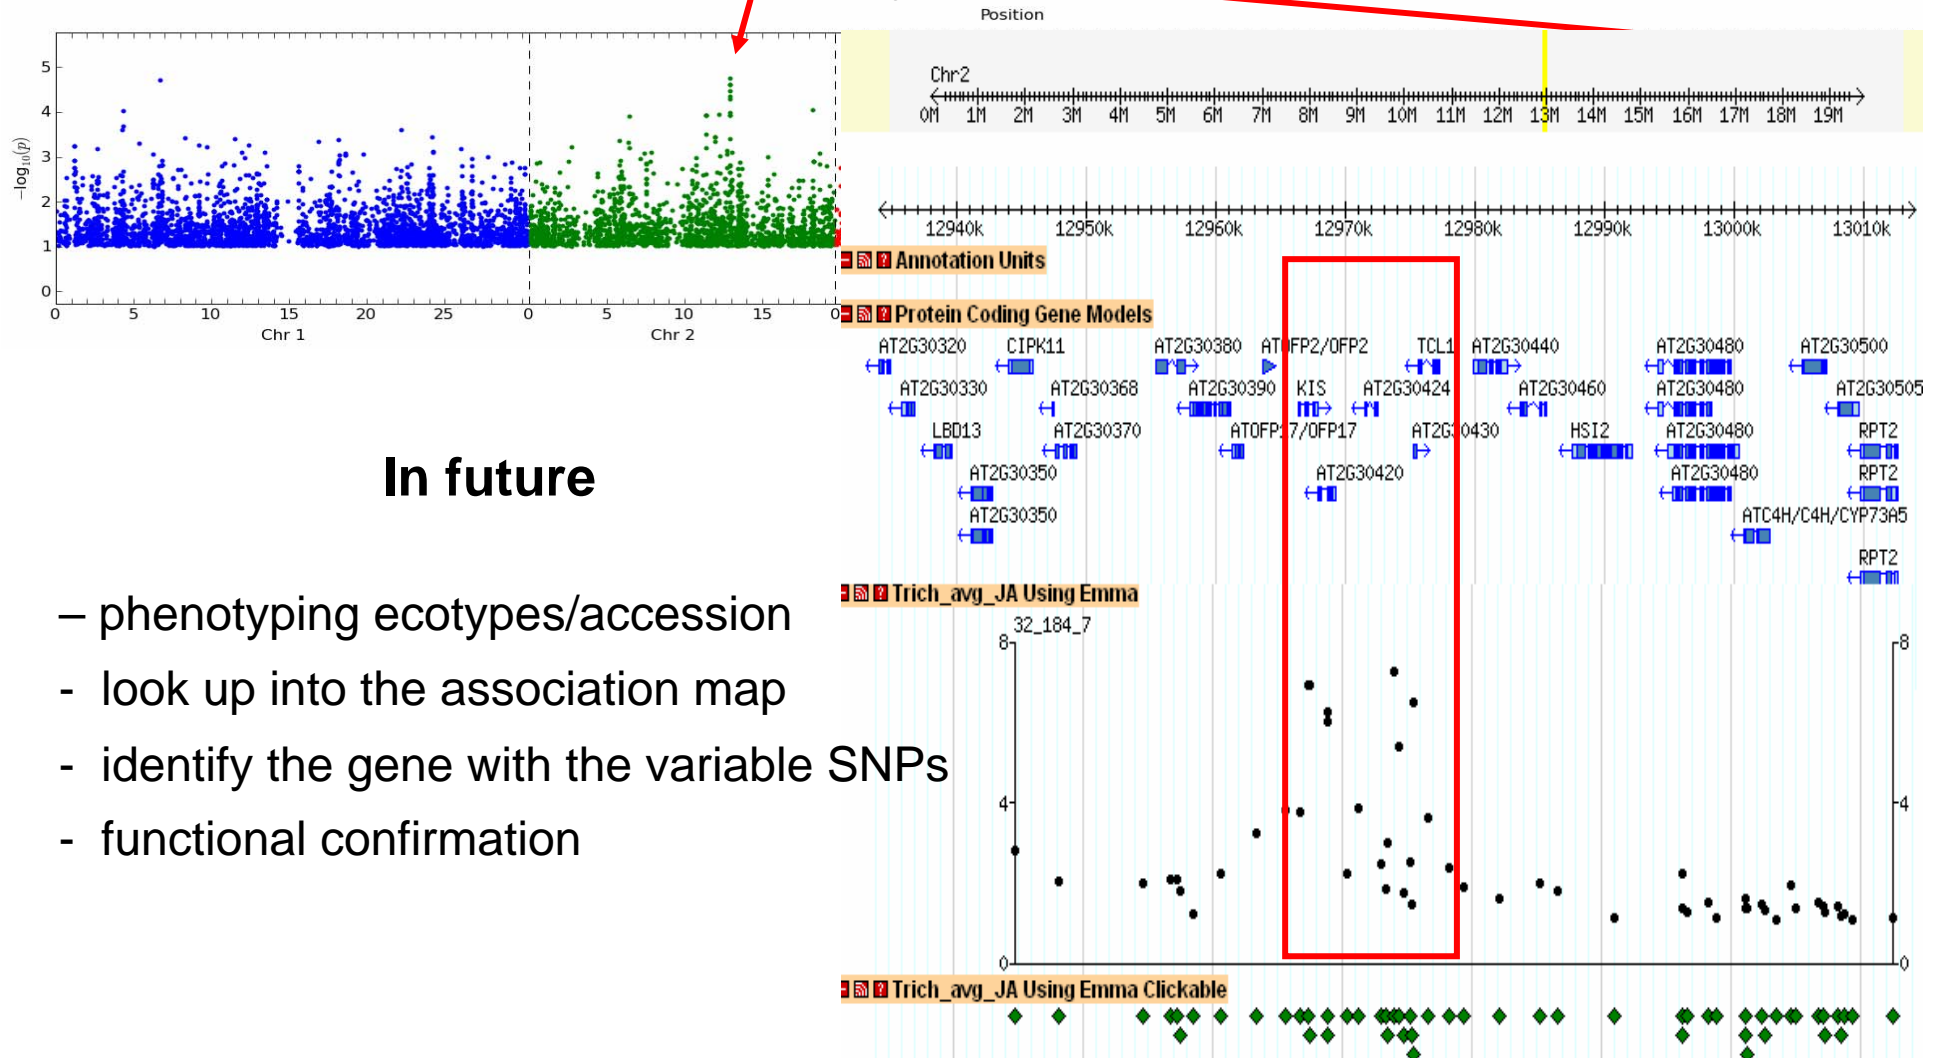 Position
5
4
3
2
1
0
−log10(p)
0 5 10 15 20 25 0 5 10 15 0
Chr 1 Chr 2
Chr2
0M 1M 2M 3M 4M 5M 6M 7M 8M 9M 10M 11M 12M 13M 14M 15M 16M 17M 18M 19M
12940k 12950k 12960k 12970k 12980k 12990k 13000k 13010k
Annotation Units
Protein Coding Gene Models
AT2G30320 CIPK11 AT2G30380 ATOFP2/OFP2 TCL1 AT2G30440 AT2G30480 AT2G30500
AT2G30330 AT2G30368 AT2G30390 KIS AT2G30424 AT2G30460 AT2G30480 AT2G30505
LBD13 AT2G30370 ATOFP17/OFP17 AT2G30430 HSI2 AT2G30480 RPT2
AT2G30350 AT2G30420 AT2G30480 RPT2
AT2G30350 ATC4H/C4H/CYP73A5
RPT2
In future
– phenotyping ecotypes/accession
- look up into the association map
- identify the gene with the variable SNPs
- functional confirmation
Trich_avg_JA Using Emma
32_184_7
8 8
4 4
0 0
Trich_avg_JA Using Emma Clickable